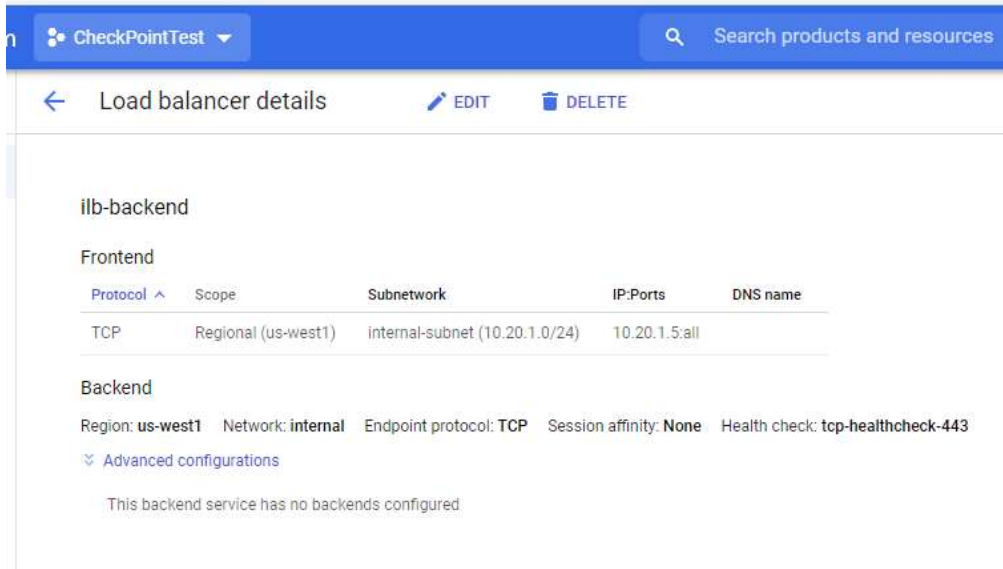 CheckPointTest Search products and resources
Load balancer details EDIT DELETE
ilb-backend
Frontend
Protocol Scope Subnetwork IP:Ports DNS name
TCP Regional (us-west1) internal-subnet (10.20.1.0/24) 10.20.1.5:all
Backend
Region: us-west1 Network: internal Endpoint protocol: TCP Session affinity: None Health check: tcp-healthcheck-443
Advanced configurations
This backend service has no backends configured